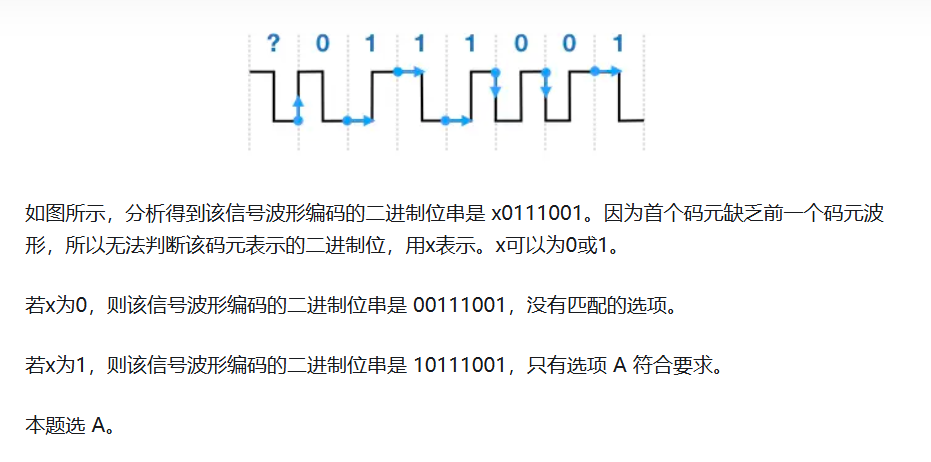 ? 0 1 1 1 0 0 1
如图所示，分析得到该信号波形编码的二进制位串是 x0111001。因为首个码元缺乏前一个码元波
形，所以无法判断该码元表示的二进制位，用x表示。x可以为0或1。
若x为0，则该信号波形编码的二进制位串是 00111001，没有匹配的选项。
若x为1，则该信号波形编码的二进制位串是 10111001，只有选项 A 符合要求。
本题选 A。